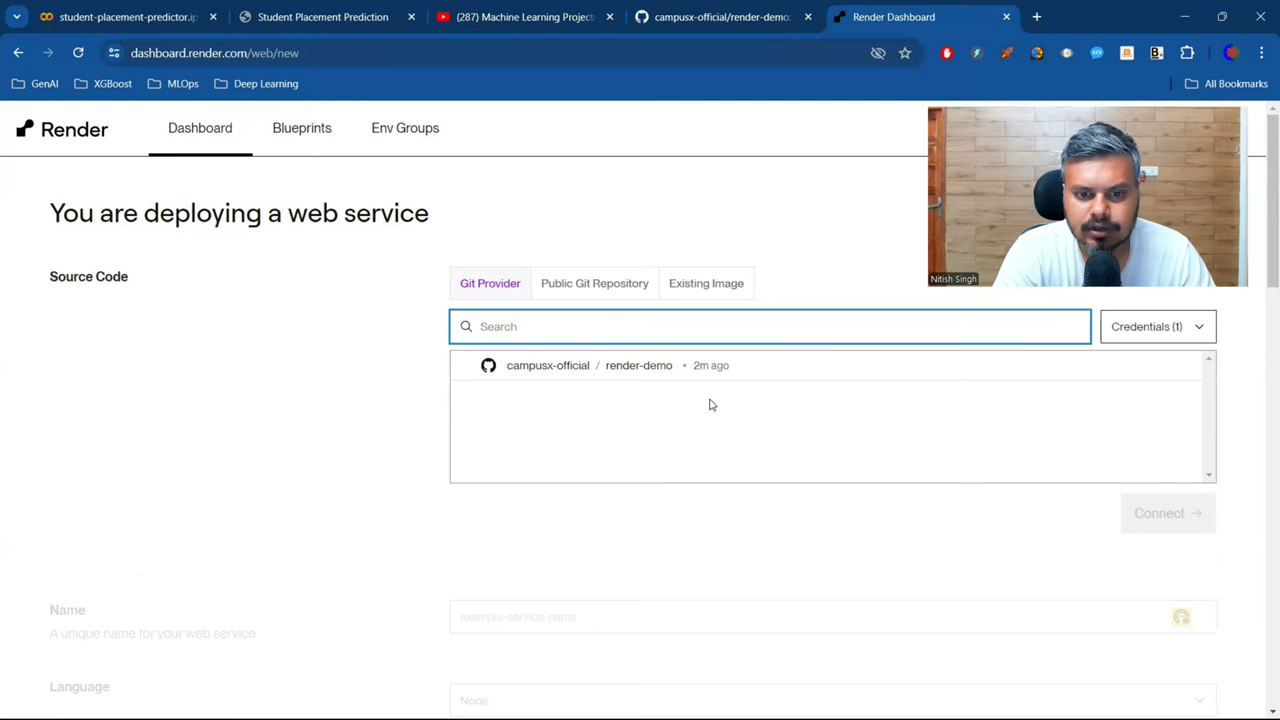 student-placement-predictor.ip
Student Placement Prediction
(287) Machine Learning Project
campusx-official/render-demo:
Render Dashboard
dashboard.render.com/web/new
GenAI
XGBoost
MLOps
Deep Learning
All Bookmarks
Render
Dashboard
Blueprints
Env Groups
You are deploying a web service
Nitish Singh
Source Code
Git Provider
Public Git Repository
Existing Image
Search
Credentials (1)
campusx-official / render-demo • 2m ago
Connect →
Name
A unique name for your web service
example-service-name
Language
Node